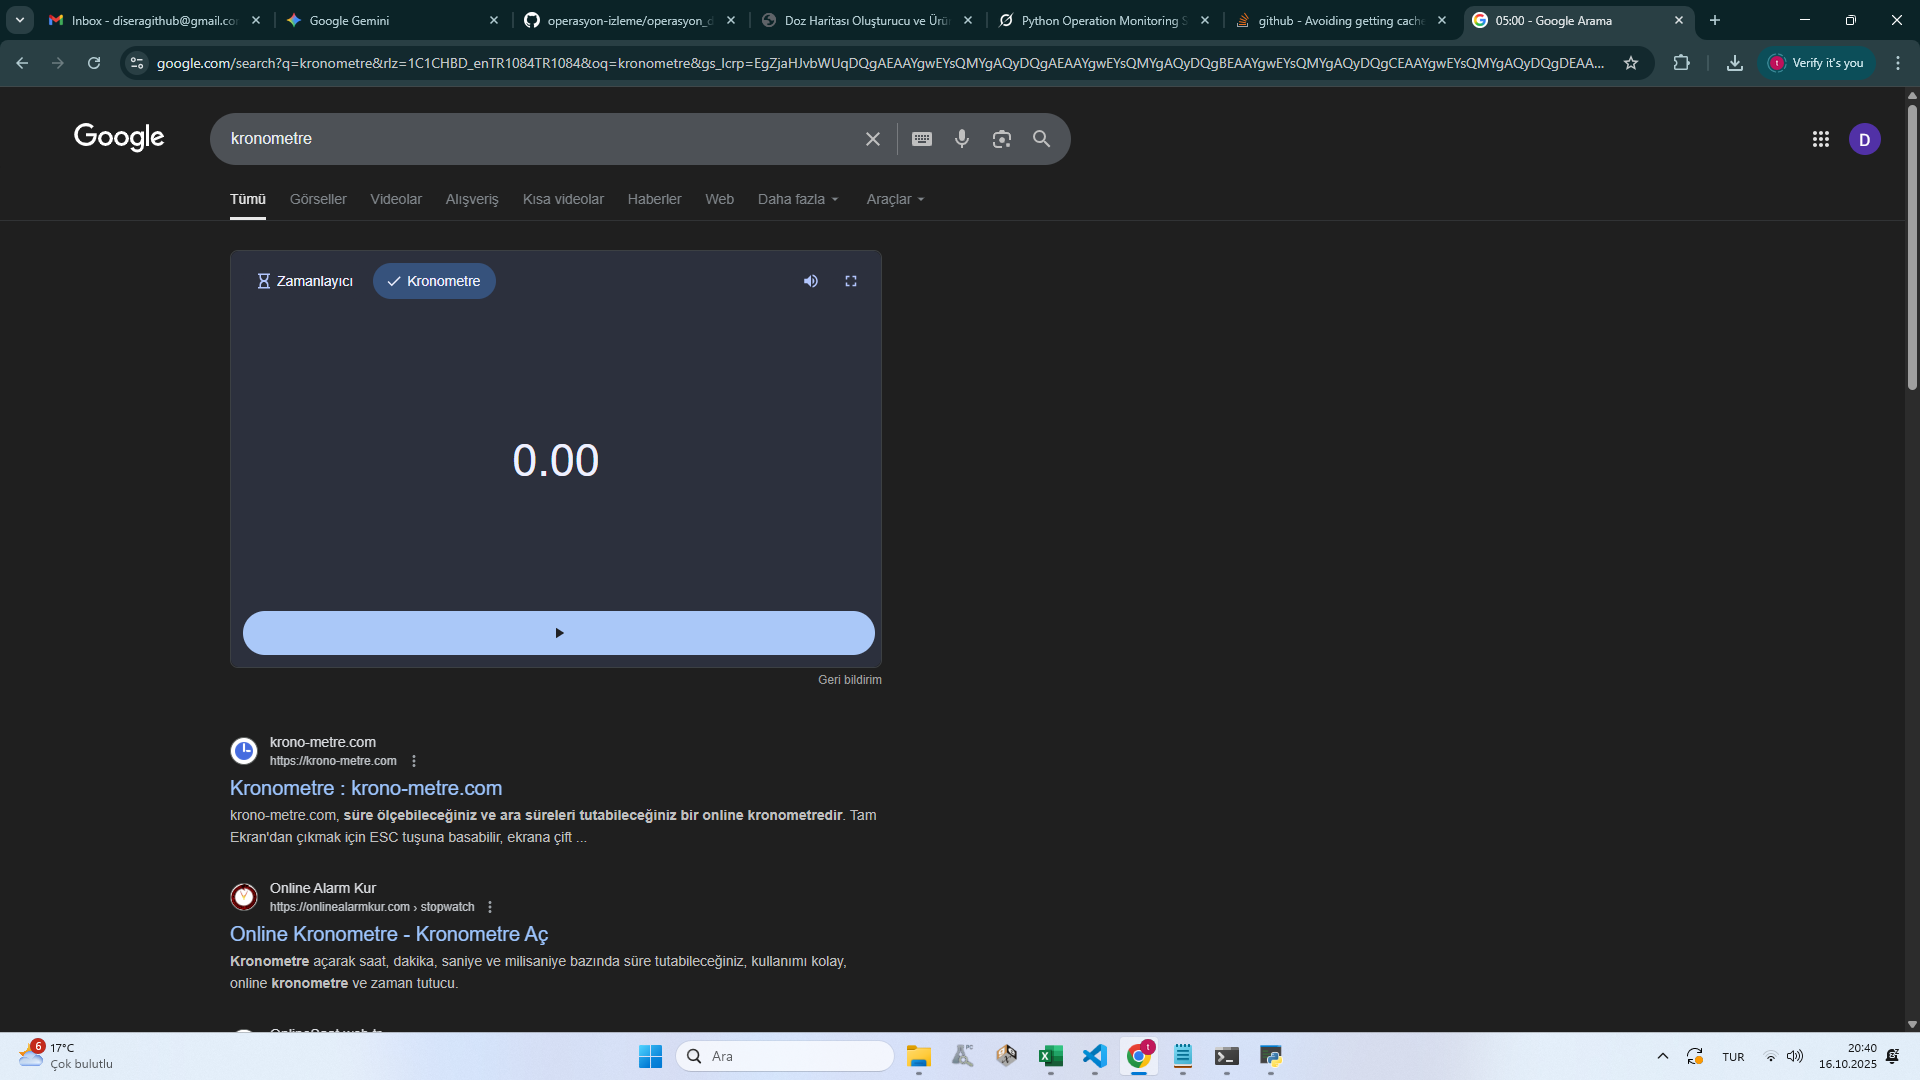 Inbox - diseragithub@gmail.co
Google Gemini
operasyon-izleme/operasyon_d
Doz Haritası Oluşturucu ve Ürü
Python Operation Monitoring S
github - Avoiding getting cache
05:00 - Google Arama
google.com/search?q=kronometre&rlz=1C1CHBD_enTR1084TR1084&oq=kronometre&gs_lcrp=EgZjaHJvbWUqDQgAEAAYgwEYsQMYgAQyDQgAEAAYgwEYsQMYgAQyDQgBEAAYgwEYsQMYgAQyDQgCEAAYgwEYsQMYgAQyDQgDEAA...
Verify it's you
Google
kronometre
D
Tümü
Görseller
Videolar
Alışveriş
Kısa videolar
Haberler
Web
Daha fazla
Araçlar
Zamanlayıcı
Kronometre
0.00
Geri bildirim
krono-metre.com
https://krono-metre.com
Kronometre : krono-metre.com
krono-metre.com, süre ölçebileceğiniz ve ara süreleri tutabileceğiniz bir online kronometredir. Tam
Ekran'dan çıkmak için ESC tuşuna basabilir, ekrana çift ...
Online Alarm Kur
https://onlinealarmkur.com › stopwatch
Online Kronometre - Kronometre Aç
Kronometre açarak saat, dakika, saniye ve milisaniye bazında süre tutabileceğiniz, kullanımı kolay,
online kronometre ve zaman tutucu.
6
17°C
Çok bulutlu
Ara
TUR
20:40
16.10.2025